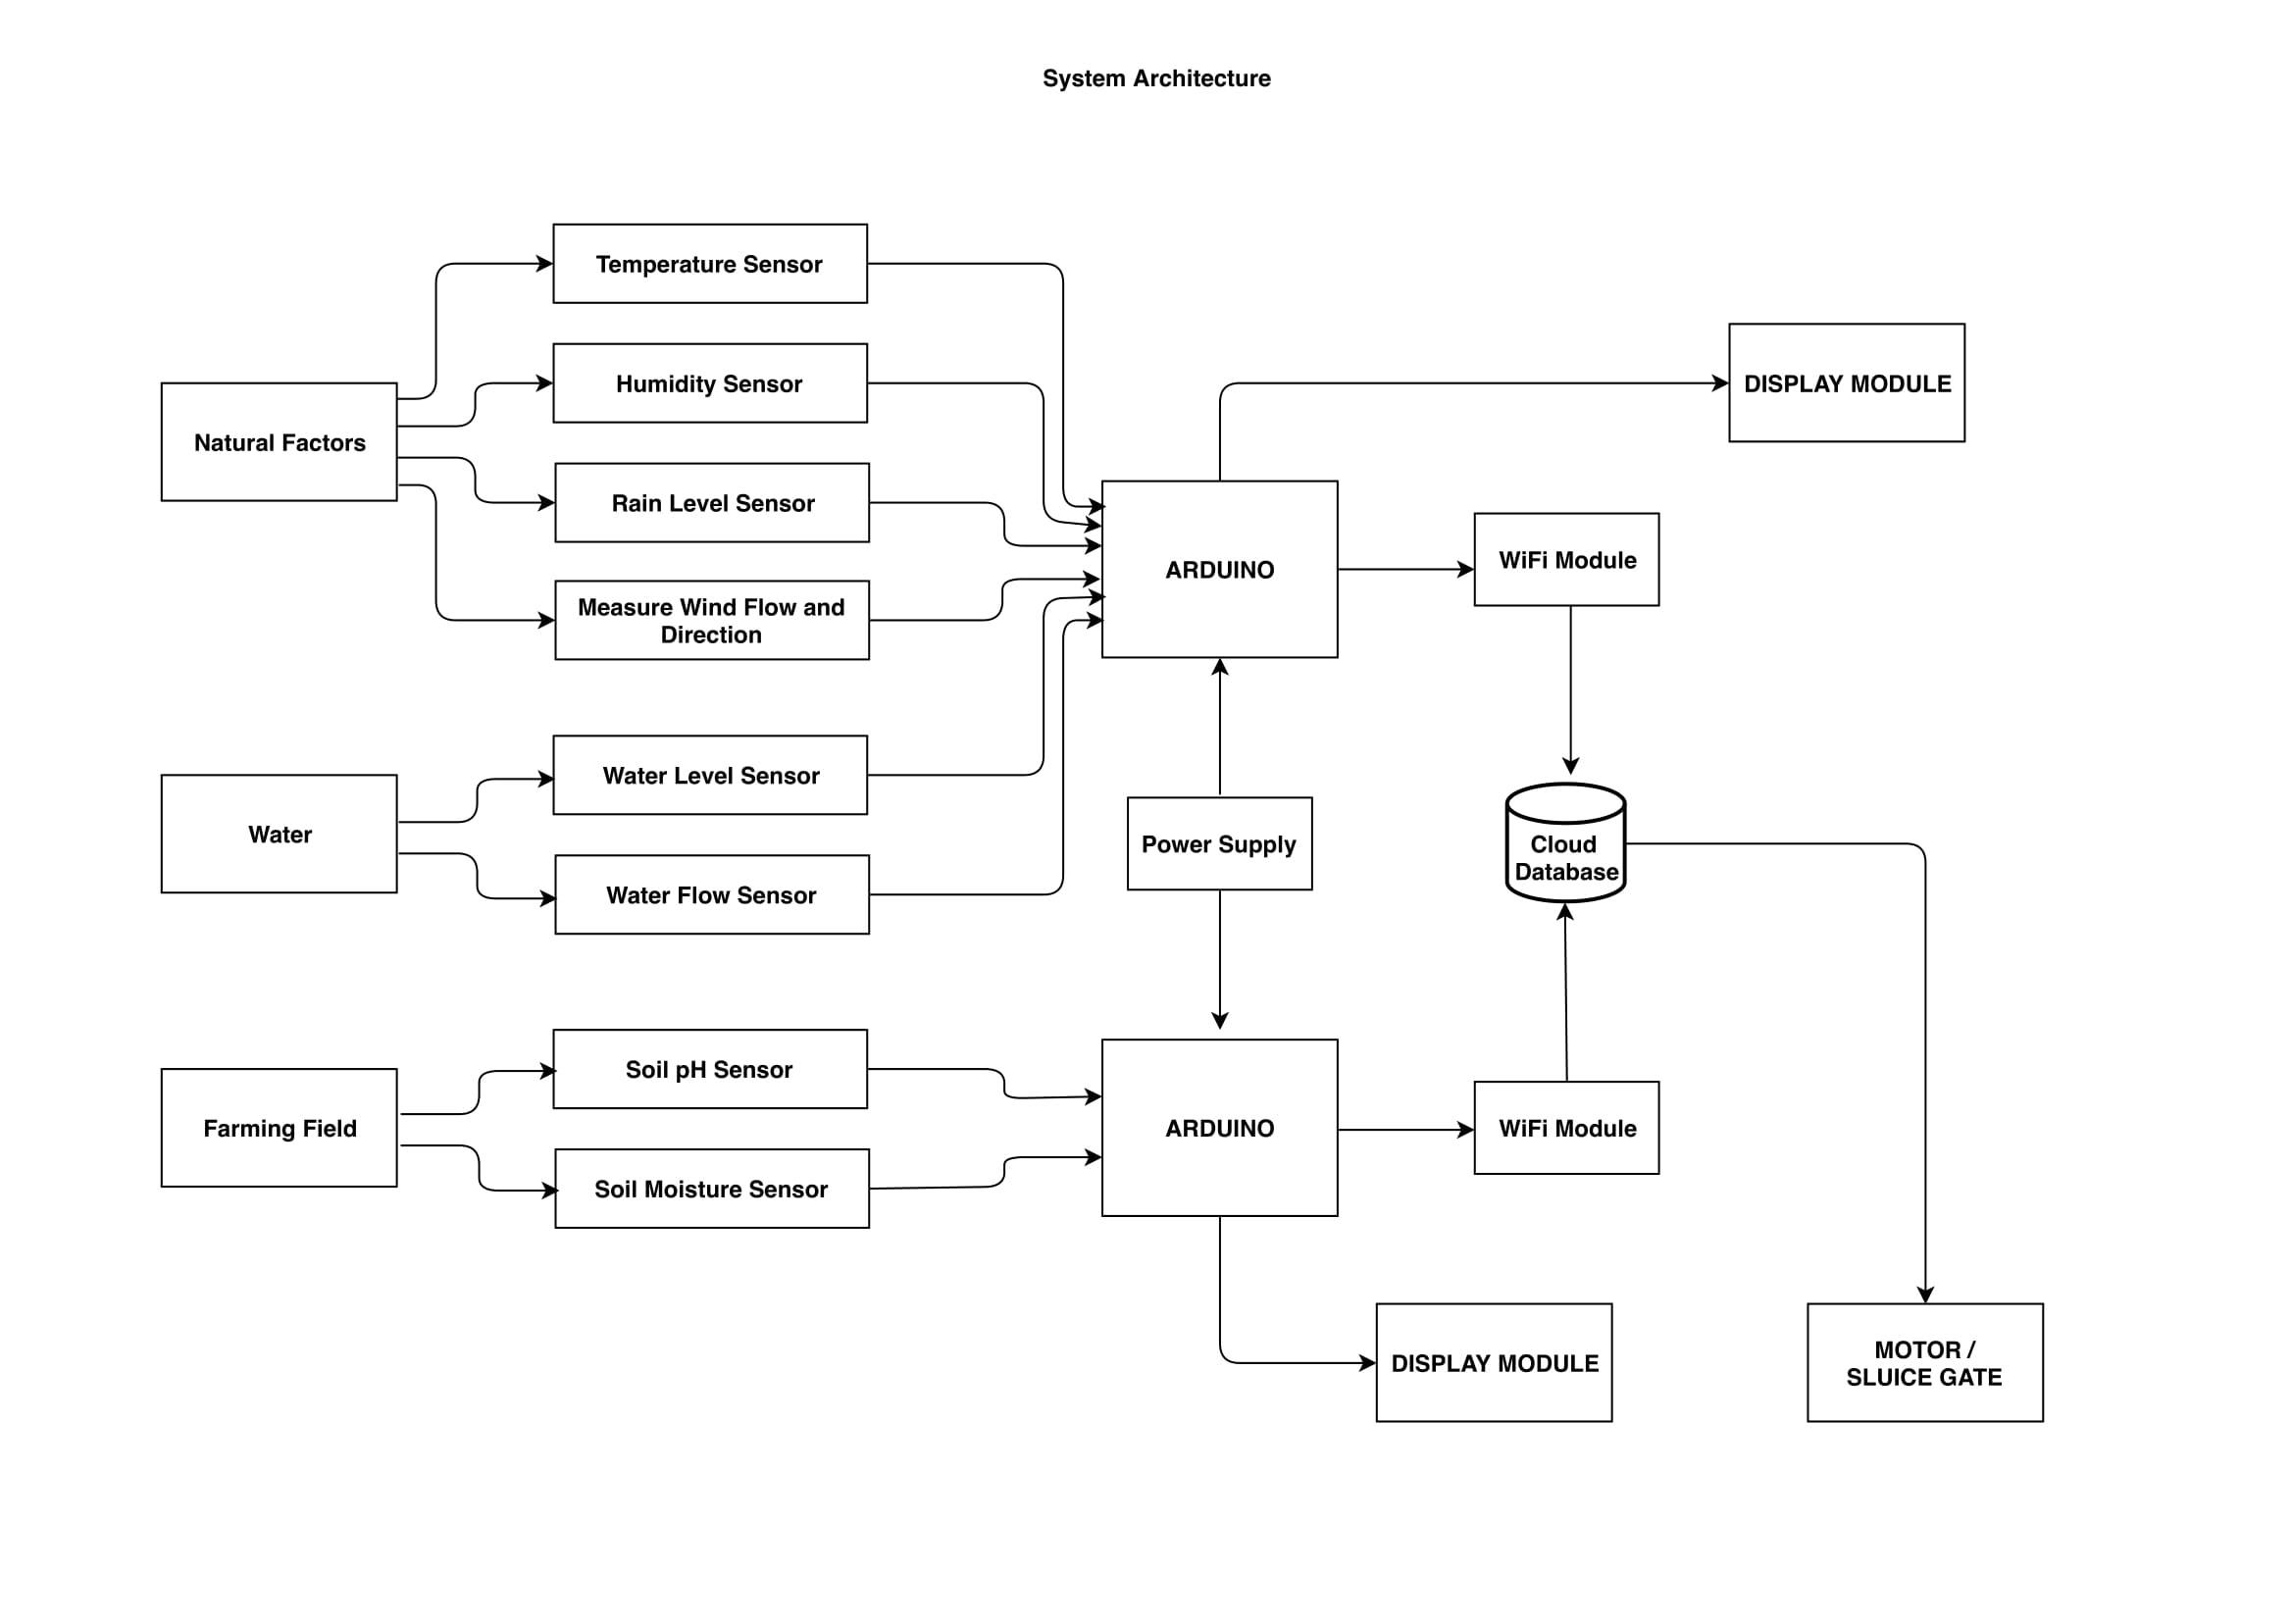 System Architecture
Temperature Sensor
Humidity Sensor
DISPLAY MODULE
Natural Factors
Rain Level Sensor
ARDUINO
WiFi Module
Measure Wind Flow and
Direction
Water Level Sensor
Water
Power Supply
Cloud
Database
Water Flow Sensor
Soil pH Sensor
Farming Field
ARDUINO
WiFi Module
Soil Moisture Sensor
DISPLAY MODULE
MOTOR /
SLUICE GATE